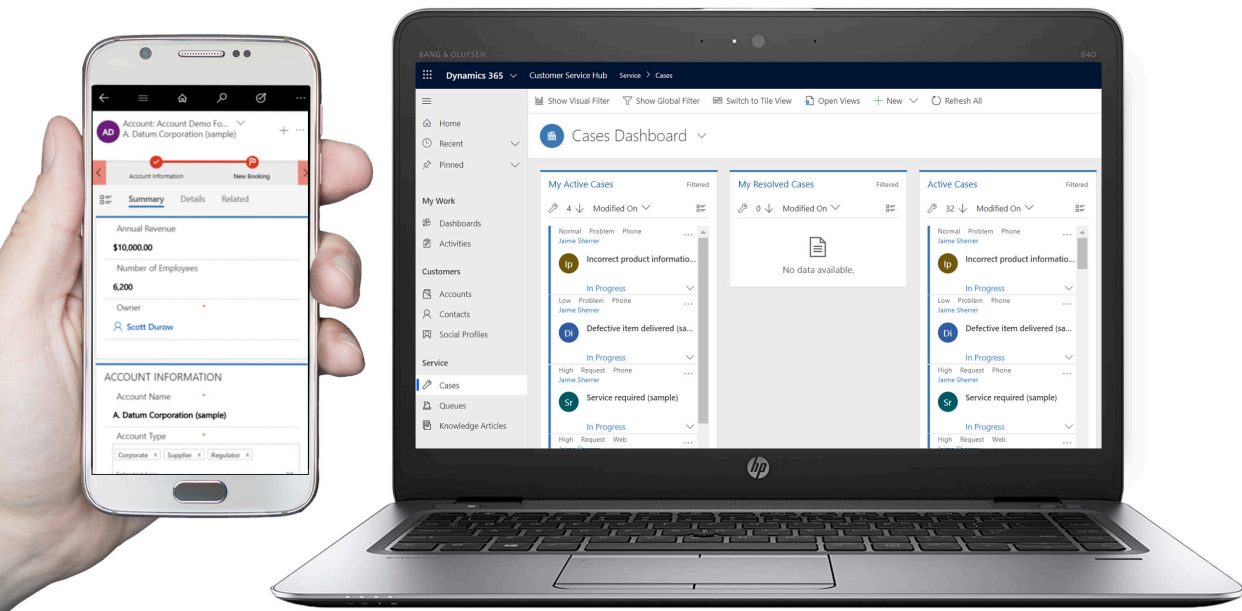 AD
Account: Account Demo Fo...
A. Datum Corporation (sample)
Account Information
New Booking
Summary Details Related
Annual Revenue
$10,000.00
Number of Employees
6,200
Owner *
Scott Durow
ACCOUNT INFORMATION
Account Name *
A. Datum Corporation (sample)
Account Type *
Corporate x Supplier x Regulator x
BANG & OLUFSEN
840
Dynamics 365 Customer Service Hub Service > Cases
Show Visual Filter Show Global Filter Switch to Tile View Open Views New Refresh All
Home
Recent
Pinned
My Work
Dashboards
Activities
Customers
Accounts
Contacts
Social Profiles
Service
Cases
Queues
Knowledge Articles
Cases Dashboard
My Active Cases Filtered
4 Modified On
Normal Problem Phone ...
Jaime Sherrer
Ip Incorrect product informatio...
In Progress
Low Problem Phone ...
Jaime Sherrer
Di Defective item delivered (sa...
In Progress
High Request Phone ...
Jaime Sherrer
Sr Service required (sample)
In Progress
High Request Web ...
My Resolved Cases Filtered
0 Modified On
No data available.
Active Cases Filtered
32 Modified On
Normal Problem Phone ...
Jaime Sherrer
Ip Incorrect product informatio...
In Progress
Low Problem Phone ...
Jaime Sherrer
Di Defective item delivered (sa...
In Progress
High Request Phone ...
Jaime Sherrer
Sr Service required (sample)
In Progress
High Request Web ...
hp